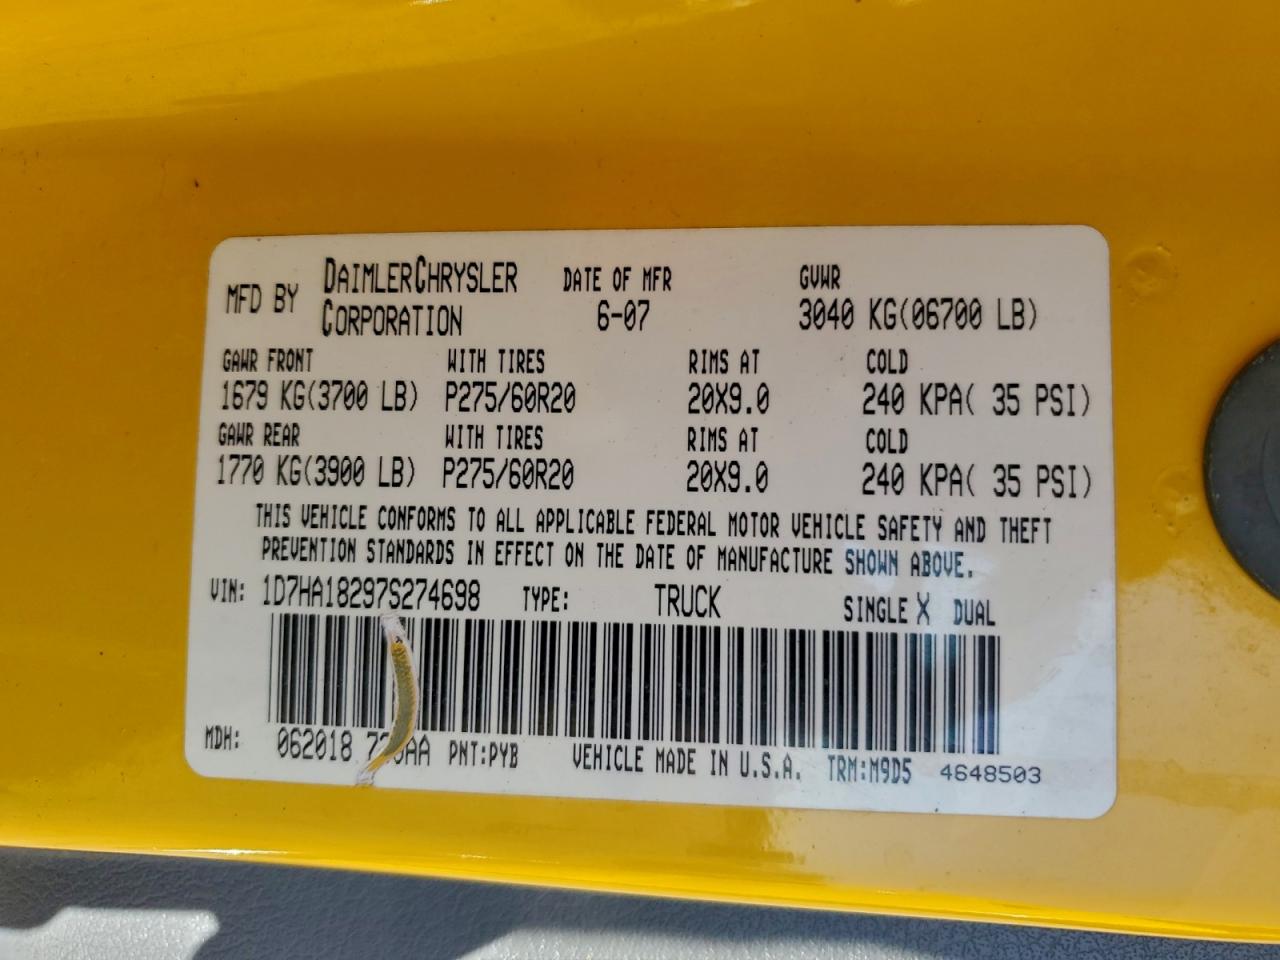 MFD BY DAIMLERCHRYSLER CORPORATION DATE OF MFR 6-07 GVWR 3040 KG(06700 LB)
GAWR FRONT WITH TIRES RIMS AT COLD
1679 KG(3700 LB) P275/60R20 20X9.0 240 KPA( 35 PSI)
GAWR REAR WITH TIRES RIMS AT COLD
1770 KG(3900 LB) P275/60R20 20X9.0 240 KPA( 35 PSI)
THIS VEHICLE CONFORMS TO ALL APPLICABLE FEDERAL MOTOR VEHICLE SAFETY AND THEFT
PREVENTION STANDARDS IN EFFECT ON THE DATE OF MANUFACTURE SHOWN ABOVE.
VIN: 1D7HA18297S274698 TYPE: TRUCK SINGLE X DUAL
MDH: 062018 PNT:PYB VEHICLE MADE IN U.S.A. TRM:M9D5 4648503